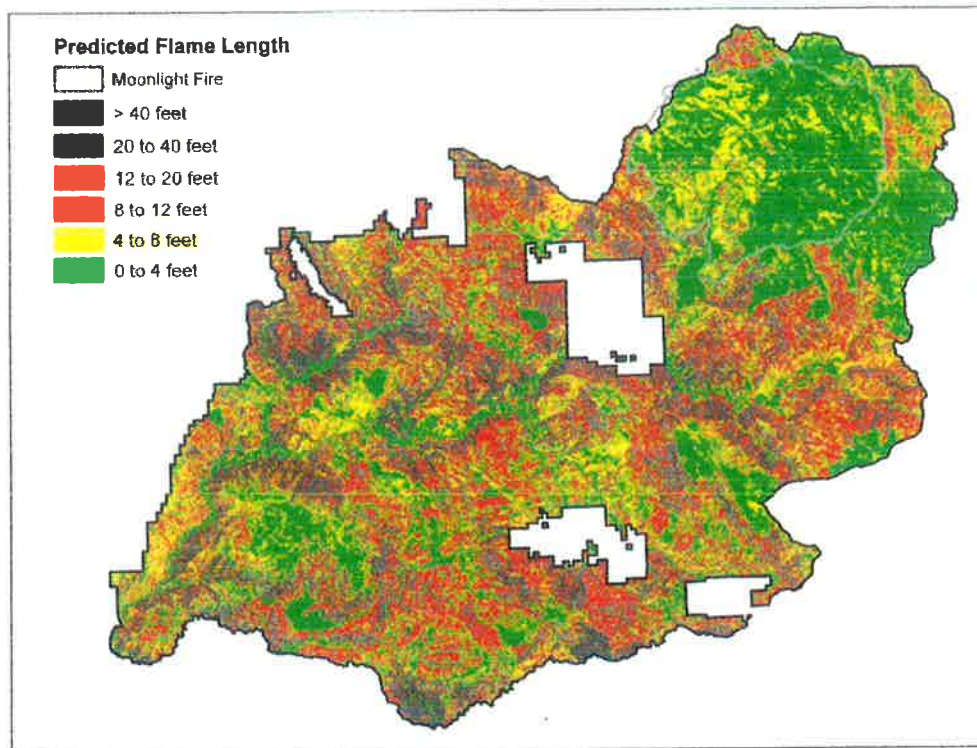 Predicted Flame Length
Moonlight Fire
> 40 feet
20 to 40 feet
12 to 20 feet
8 to 12 feet
4 to 8 feet
0 to 4 feet